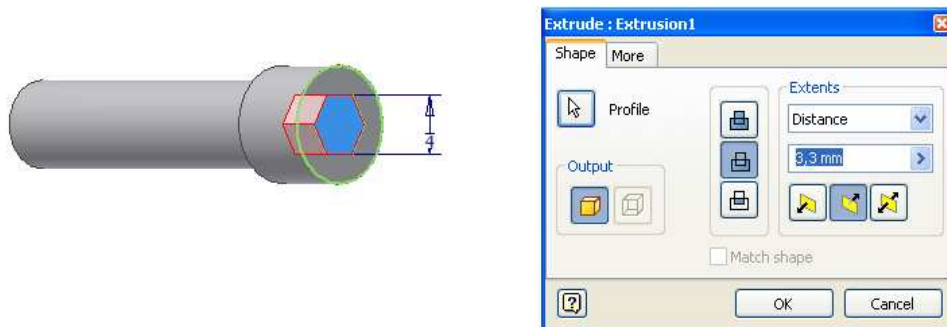 4
Extrude : Extrusion1
Shape
More
Profile
Extents
Distance
3,3 mm
Output
Match shape
OK
Cancel